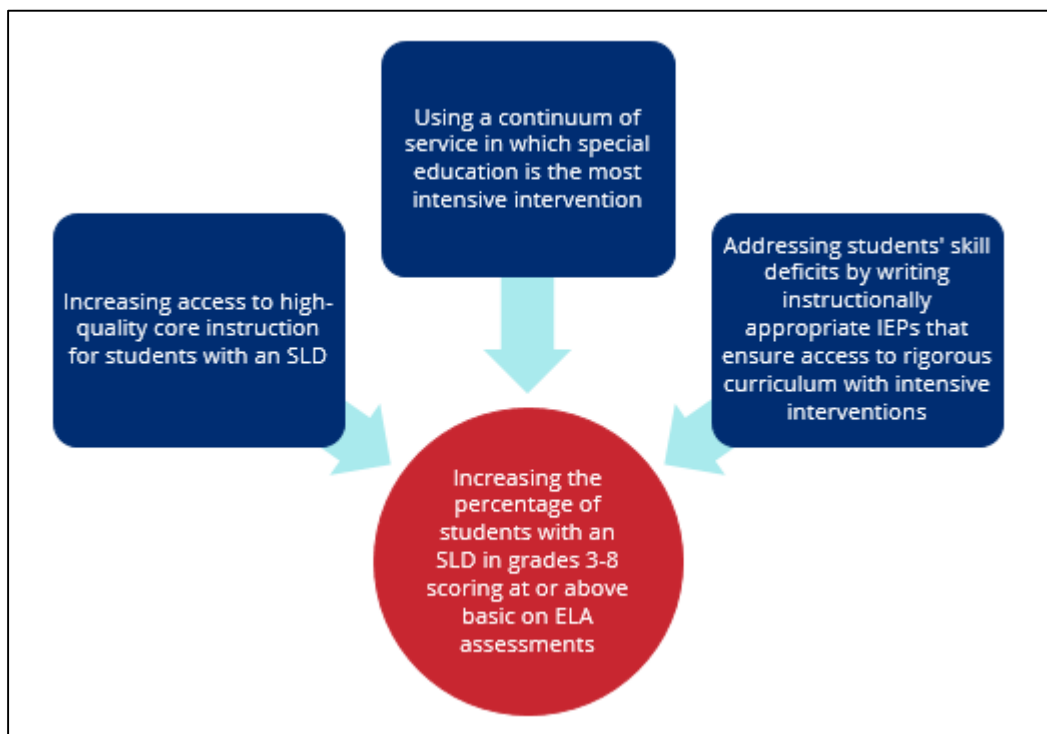 Using a continuum of
service in which special
education is the most
intensive intervention
Increasing access to high-
quality core instruction
for students with an SLD
Addressing students' skill
deficits by writing
instructionally
appropriate IEPs that
ensure access to rigorous
curriculum with intensive
interventions
Increasing the
percentage of
students with an
SLD in grades 3-8
scoring at or above
basic on ELA
assessments